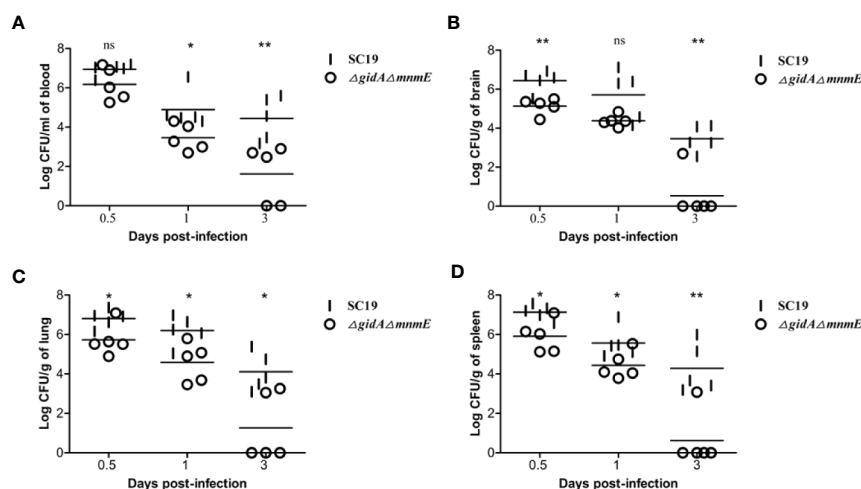 A
ns
*
**
8
6
4
2
0
Log CFU/ml of blood
0.5
1
3
Days post-infection
SC19
ΔgidAΔmnmE
B
**
ns
**
8
6
4
2
0
Log CFU/g of brain
0.5
1
3
Days post-infection
SC19
ΔgidAΔmnmE
C
*
*
*
8
6
4
2
0
Log CFU/g of lung
0.5
1
3
Days post-infection
SC19
ΔgidAΔmnmE
D
*
*
**
8
6
4
2
0
Log CFU/g of spleen
0.5
1
3
Days post-infection
SC19
ΔgidAΔmnmE